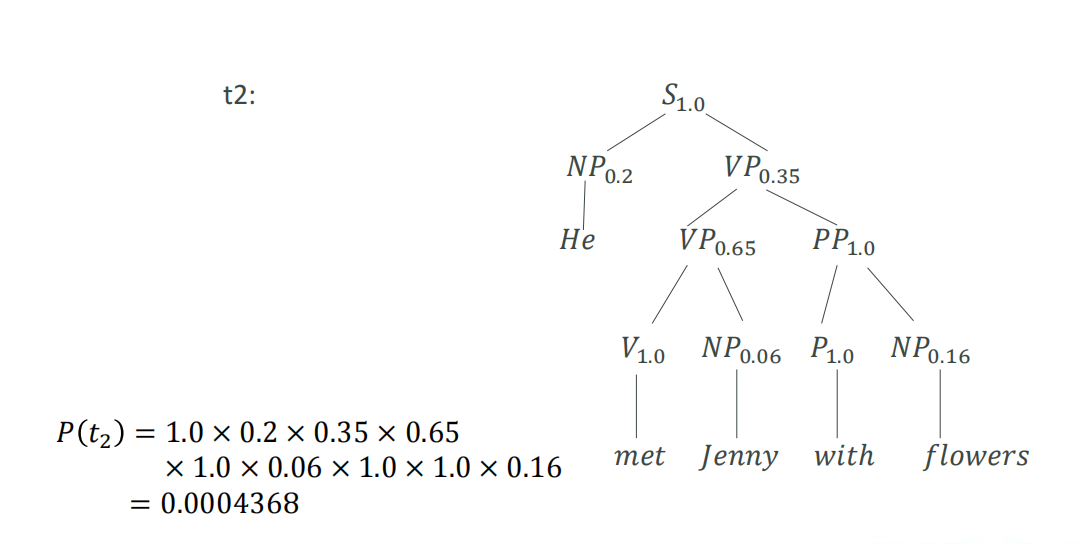 t2:
S1.0
NP0.2 VP0.35
He VP0.65 PP1.0
V1.0 NP0.06 P1.0 NP0.16
met Jenny with flowers
P(t2) = 1.0 × 0.2 × 0.35 × 0.65
× 1.0 × 0.06 × 1.0 × 1.0 × 0.16
= 0.0004368